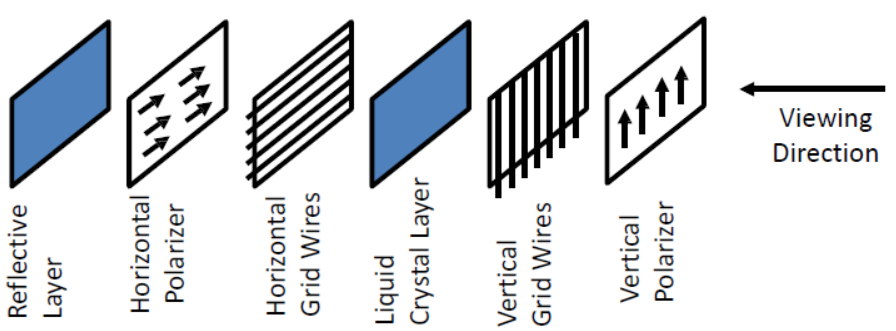 Reflective
Layer
Horizontal
Polarizer
Horizontal
Grid Wires
Liquid
Crystal Layer
Vertical
Grid Wires
Vertical
Polarizer
Viewing
Direction